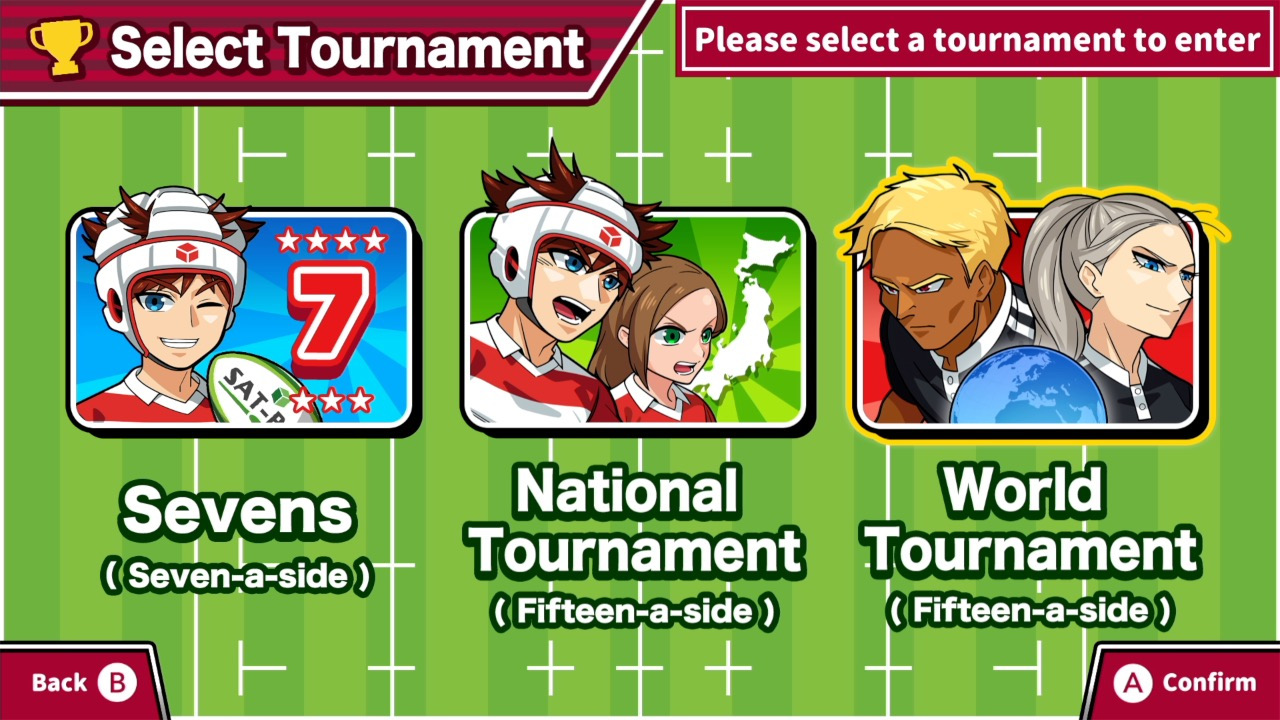 Select Tournament
Please select a tournament to enter
7
SAT-
Sevens
( Seven-a-side )
National
Tournament
( Fifteen-a-side )
World
Tournament
( Fifteen-a-side )
Back B
A Confirm